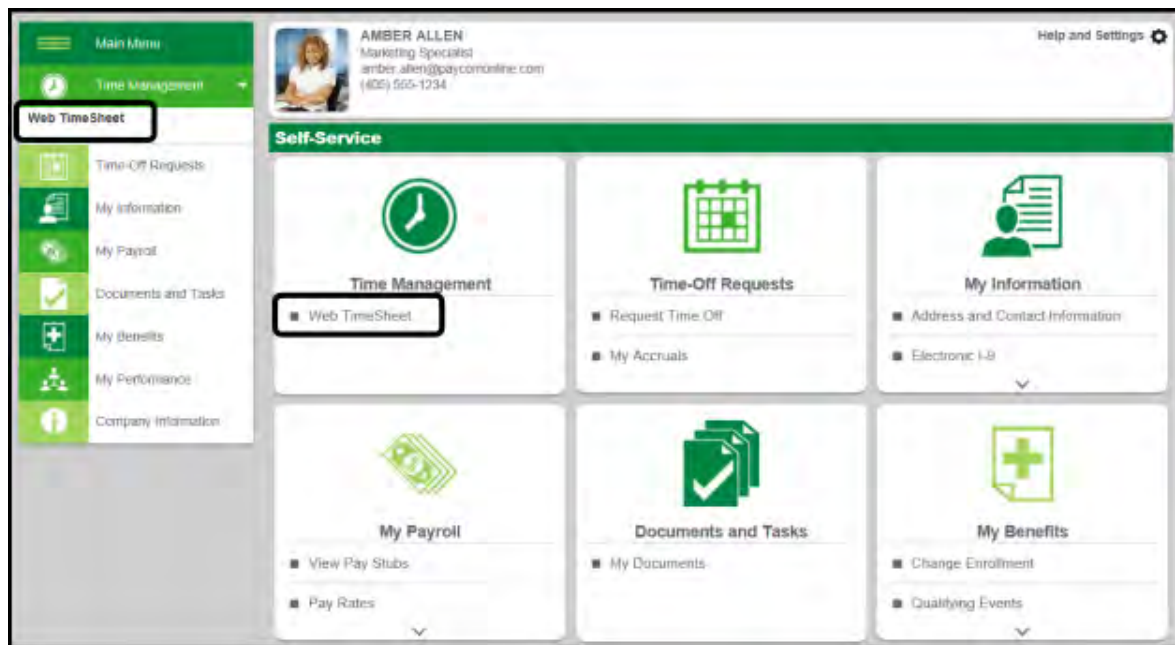 Main Menu
Time Management
Web TimeSheet
Time-Off Requests
My Information
My Payroll
Documents and Tasks
My Benefits
My Performance
Company Information
AMBER ALLEN
Marketing Specialist
amber.allen@paycomonline.com
(405) 555-1234
Help and Settings
Self-Service
Time Management
Web TimeSheet
Time-Off Requests
Request Time Off
My Accruals
My Information
Address and Contact Information
Electronic I-9
My Payroll
View Pay Stubs
Pay Rates
Documents and Tasks
My Documents
My Benefits
Change Enrollment
Qualifying Events